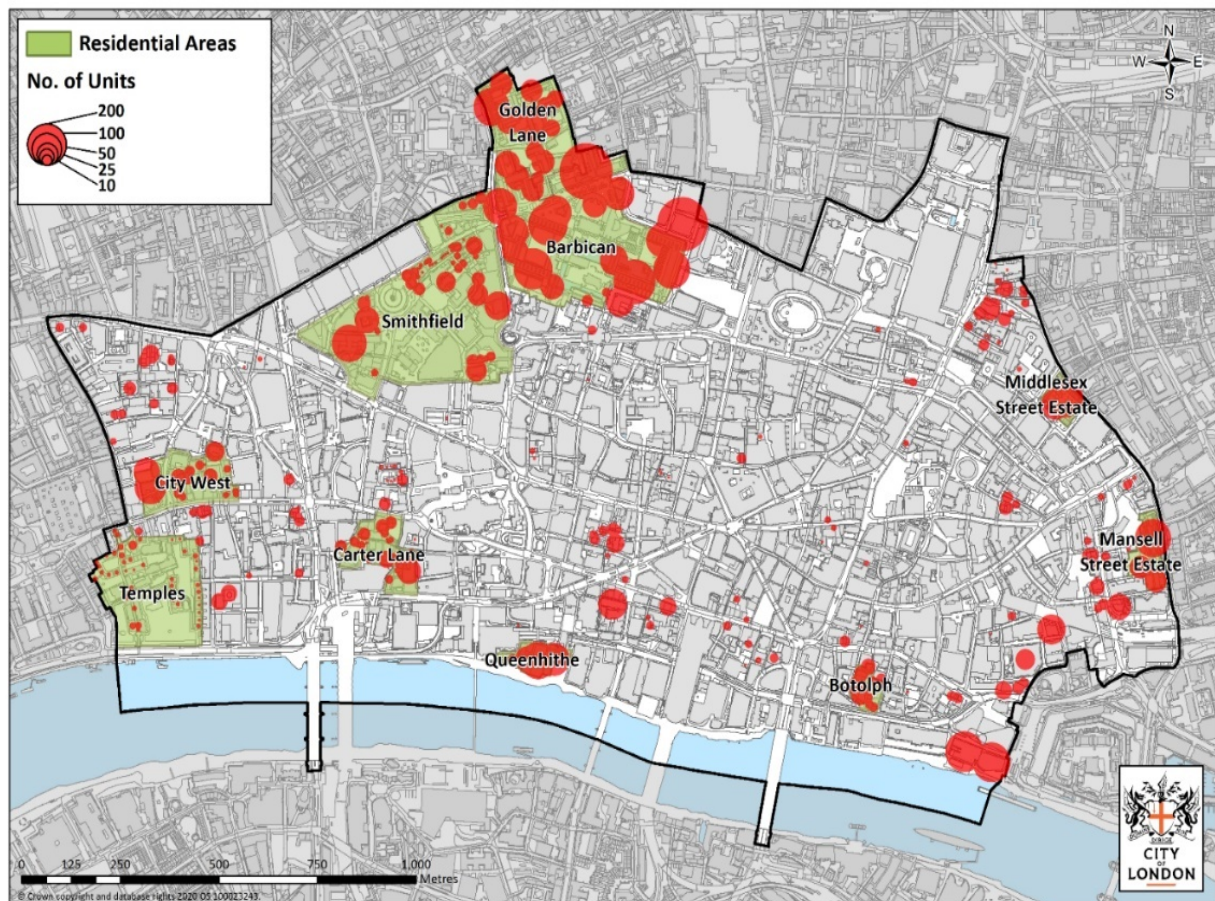 Residential Areas
No. of Units
200
100
50
25
10
N
W E
S
Golden
Lane
Barbican
Smithfield
Middlesex
Street Estate
City West
Carter Lane
Mansell
Street Estate
Temples
Queenhithe
Botolph
0 125 250 500 750 1,000
Metres
© Crown copyright and database rights 2020 OS 100023243.
CITY
OF
LONDON